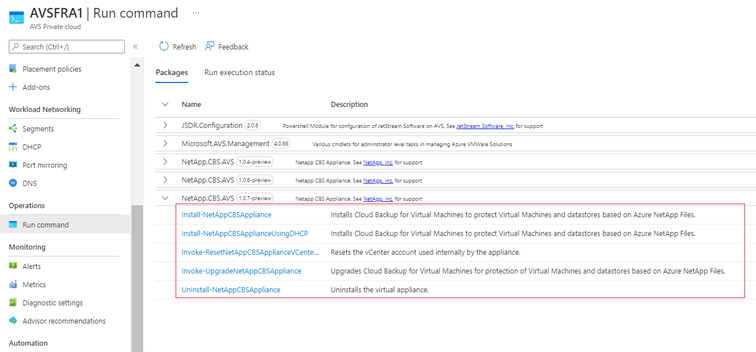 AVSFRA1 | Run command ...
AVS Private cloud
Search (Ctrl+/) «
Placement policies
Add-ons
Workload Networking
Segments
DHCP
Port mirroring
DNS
Operations
Run command
Monitoring
Alerts
Metrics
Diagnostic settings
Advisor recommendations
Automation
Refresh Feedback
Packages Run execution status
Name Description
JSDR.Configuration 2.0.6 Powershell Module for configuration of JetStream Software on AVS. See JetStream Software, Inc. for support
Microsoft.AVS.Management 4.0.68 Various cmdlets for adminstrator level tasks in managing Azure VMWare Solutions
NetApp.CBS.AVS 1.0.4-preview Netapp CBS Appliance. See NetApp, Inc. for support
NetApp.CBS.AVS 1.0.6-preview Netapp CBS Appliance. See NetApp, Inc. for support
NetApp.CBS.AVS 1.0.7-preview Netapp CBS Appliance. See NetApp, Inc. for support
Install-NetAppCBSAppliance Installs Cloud Backup for Virtual Machines to protect Virtual Machines and datastores based on Azure NetApp Files.
Install-NetAppCBSApplianceUsingDHCP Installs Cloud Backup for Virtual Machines to protect Virtual Machines and datastores based on Azure NetApp Files.
Invoke-ResetNetAppCBSApplianceVCente... Resets the vCenter account used internally by the appliance.
Invoke-UpgradeNetAppCBSAppliance Upgrades Cloud Backup for Virtual Machines for protection of Virtual Machines and datastores based on Azure NetApp Files.
UnInstall-NetAppCBSAppliance Uninstalls the virtual appliance.